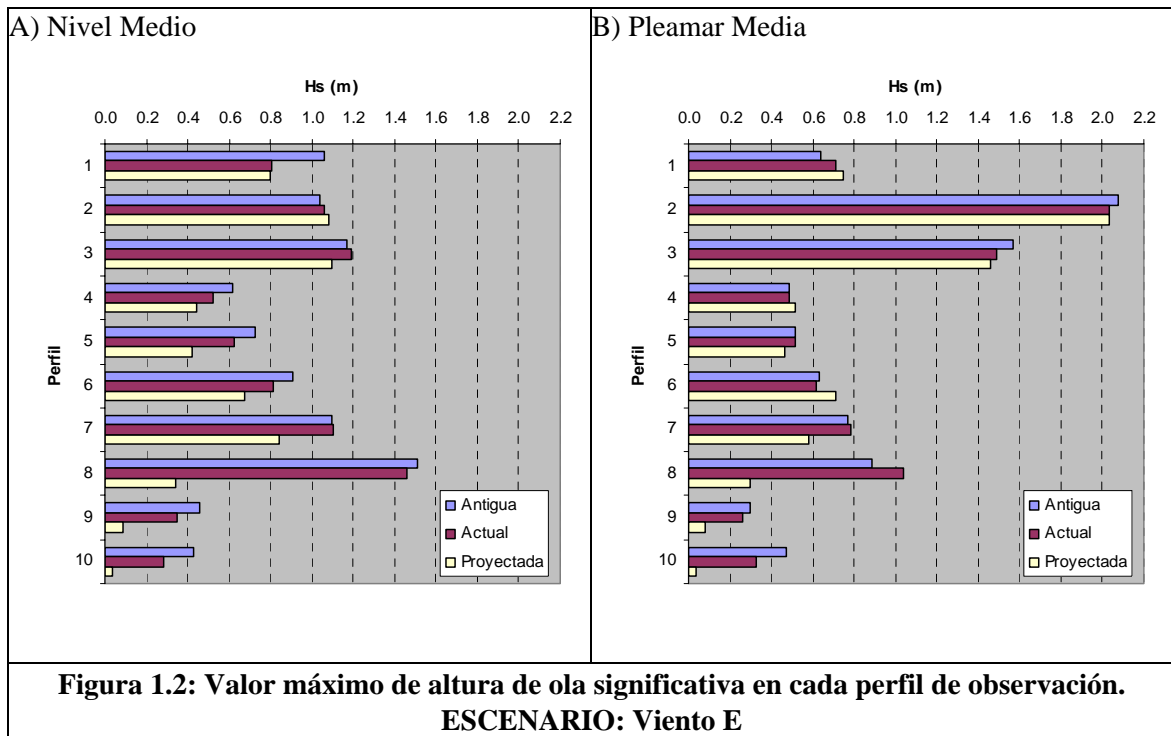 A) Nivel Medio
Hs (m)
0.0 0.2 0.4 0.6 0.8 1.0 1.2 1.4 1.6 1.8 2.0 2.2
1
2
3
4
5
6
7
8
9
10
Perfil
Antigua
Actual
Proyectada
B) Pleamar Media
Hs (m)
0.0 0.2 0.4 0.6 0.8 1.0 1.2 1.4 1.6 1.8 2.0 2.2
1
2
3
4
5
6
7
8
9
10
Perfil
Antigua
Actual
Proyectada
Figura 1.2: Valor máximo de altura de ola significativa en cada perfil de observación.
ESCENARIO: Viento E